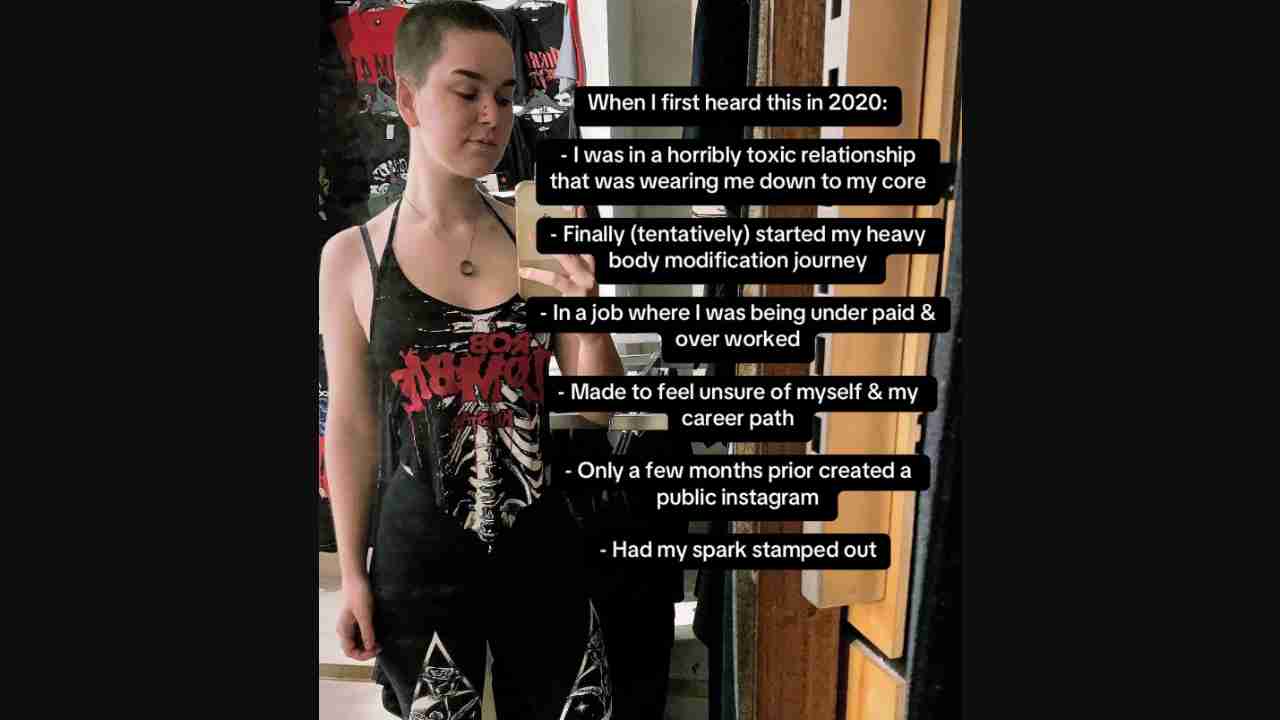 When I first heard this in 2020:
- I was in a horribly toxic relationship
that was wearing me down to my core
- Finally (tentatively) started my heavy
body modification journey
- In a job where I was being under paid &
over worked
- Made to feel unsure of myself & my
career path
- Only a few months prior created a
public instagram
- Had my spark stamped out
ROB
ZOMBIE